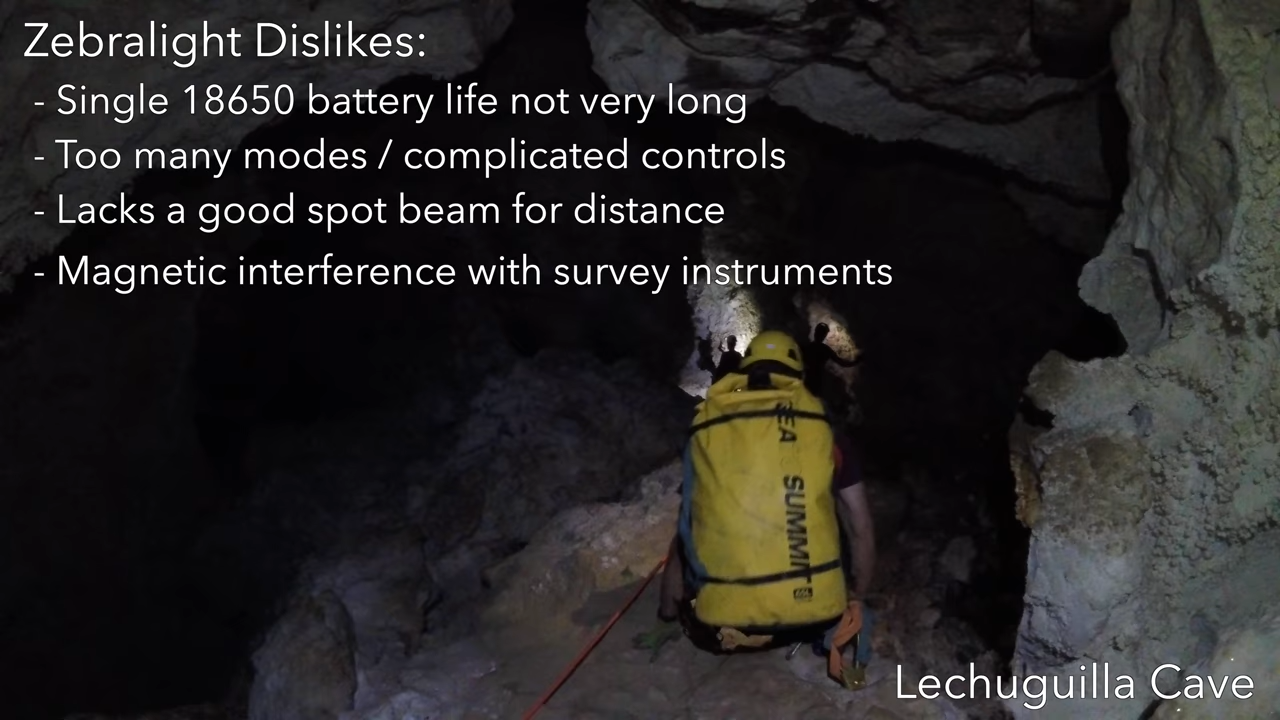 Zebralight Dislikes:
- Single 18650 battery life not very long
- Too many modes / complicated controls
- Lacks a good spot beam for distance
- Magnetic interference with survey instruments
SEA
SUMMIT
Lechuguilla Cave